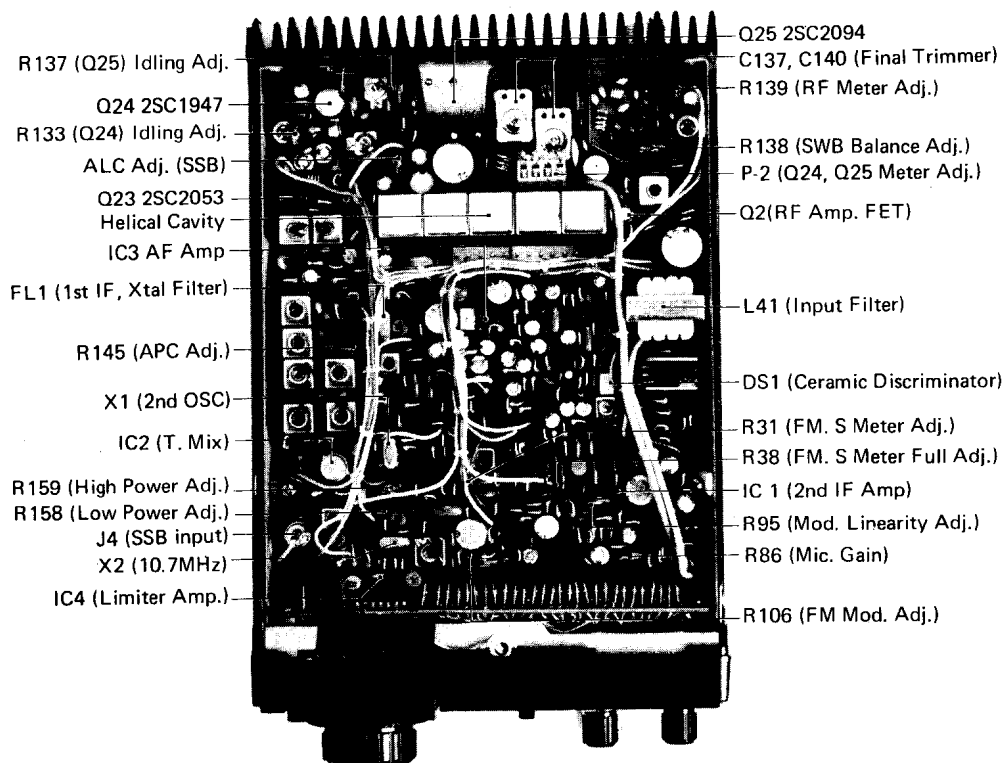 R137 (Q25) Idling Adj.
Q24 2SC1947
R133 (Q24) Idling Adj.
ALC Adj. (SSB)
Q23 2SC2053
Helical Cavity
IC3 AF Amp
FL1 (1st IF, Xtal Filter)
R145 (APC Adj.)
X1 (2nd OSC)
IC2 (T. Mix)
R159 (High Power Adj.)
R158 (Low Power Adj.)
J4 (SSB input)
X2 (10.7MHz)
IC4 (Limiter Amp.)
Q25 2SC2094
C137, C140 (Final Trimmer)
R139 (RF Meter Adj.)
R138 (SWB Balance Adj.)
P-2 (Q24, Q25 Meter Adj.)
Q2(RF Amp. FET)
L41 (Input Filter)
DS1 (Ceramic Discriminator)
R31 (FM. S Meter Adj.)
R38 (FM. S Meter Full Adj.)
IC 1 (2nd IF Amp)
R95 (Mod. Linearity Adj.)
R86 (Mic. Gain)
R106 (FM Mod. Adj.)